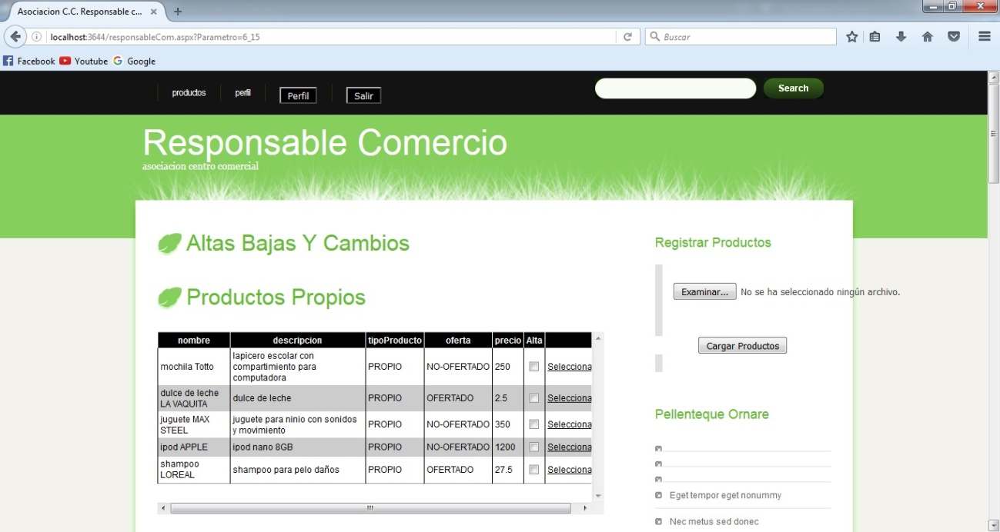 Asociacion C.C. Responsable c...
localhost:3644/responsableCom.aspx?Parametro=6_15
Buscar
Facebook Youtube Google
productos perfil Perfil Salir Search
Responsable Comercio
asociacion centro comercial
Altas Bajas Y Cambios
Productos Propios
nombre descripcion tipoProducto oferta precio Alta
mochila Totto
lapicero escolar con
compartimiento para
computadora
PROPIO NO-OFERTADO 250 Selecciona
dulce de leche
LA VAQUITA
dulce de leche PROPIO OFERTADO 2.5 Selecciona
juguete MAX
STEEL
juguete para ninio con sonidos
y movimiento
PROPIO NO-OFERTADO 350 Selecciona
ipod APPLE ipod nano 8GB PROPIO NO-OFERTADO 1200 Selecciona
shampoo
LOREAL
shampoo para pelo daños PROPIO OFERTADO 27.5 Selecciona
Registrar Productos
Examinar... No se ha seleccionado ningún archivo.
Cargar Productos
Pellenteque Ornare
Eget tempor eget nonummy
Nec metus sed donec